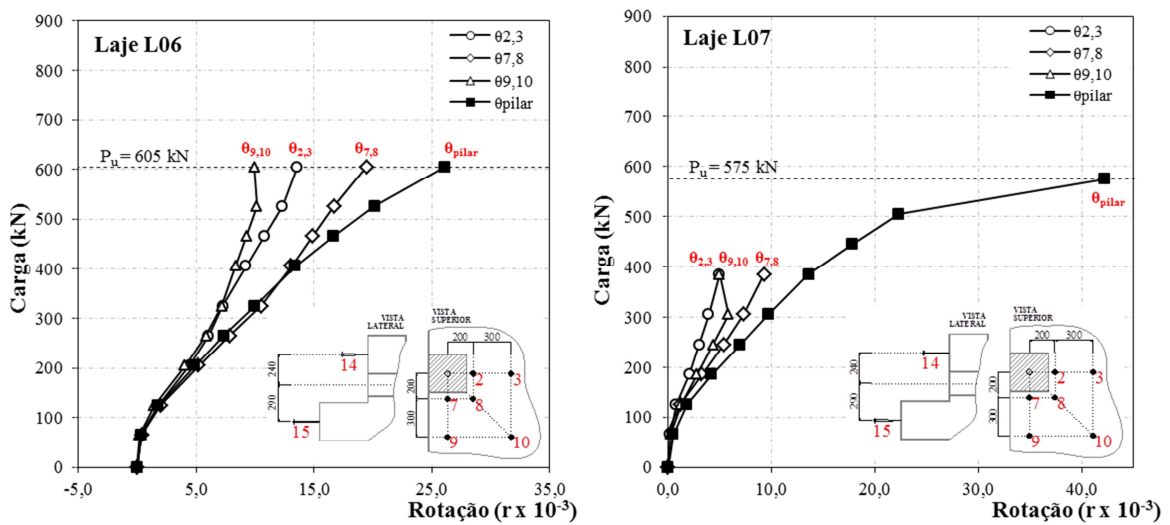 Laje L06
θ2,3
θ7,8
θ9,10
θpilar
900
800
700
600
500
400
300
200
100
0
Carga (kN)
Pu = 605 kN
θ9,10
θ2,3
θ7,8
θpilar
VISTA
LATERAL
VISTA
SUPERIOR
240
290
14
15
200
300
200
300
2
3
7
8
9
10
-5,0
5,0
15,0
25,0
35,0
Rotação (r x 10-3)
Laje L07
θ2,3
θ7,8
θ9,10
θpilar
900
800
700
600
500
400
300
200
100
0
Carga (kN)
Pu = 575 kN
θpilar
θ2,3
θ9,10
θ7,8
VISTA
LATERAL
VISTA
SUPERIOR
240
290
14
15
200
300
200
300
2
3
7
8
9
10
0,0
10,0
20,0
30,0
40,0
Rotação (r x 10-3)